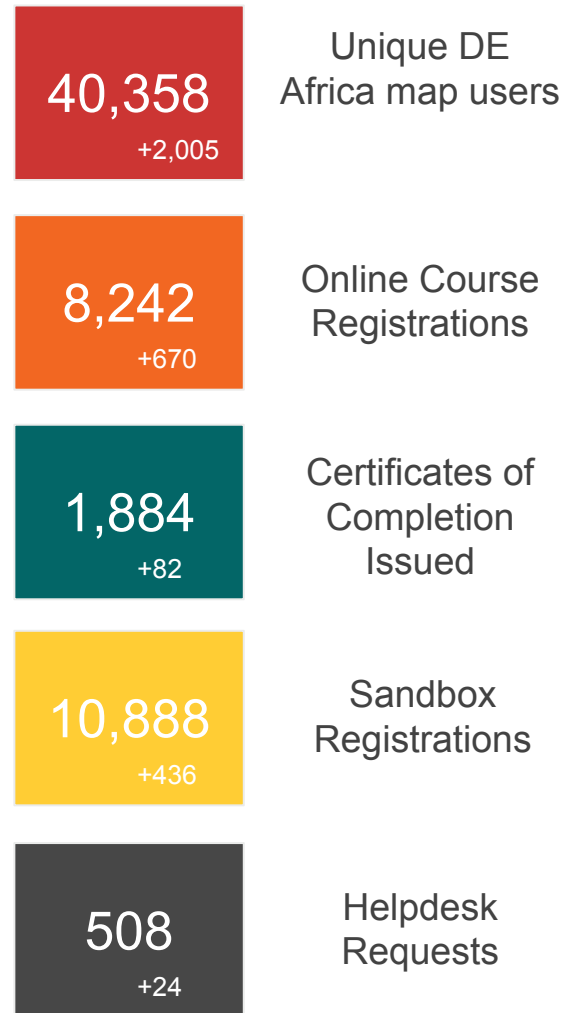 40,358
+2,005
Unique DE
Africa map users
8,242
+670
Online Course
Registrations
1,884
+82
Certificates of
Completion
Issued
10,888
+436
Sandbox
Registrations
508
+24
Helpdesk
Requests